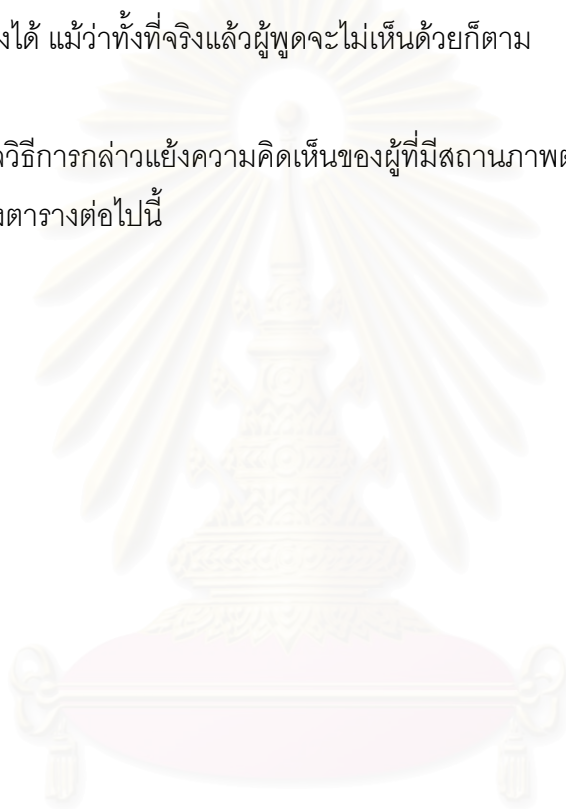 งได้ แม้ว่าทั้งที่จริงแล้วผู้พูดจะไม่เห็นด้วยก็ตาม
วิธีการกล่าวแย้งความคิดเห็นของผู้ที่มีสถานภาพ
งตารางต่อไปนี้